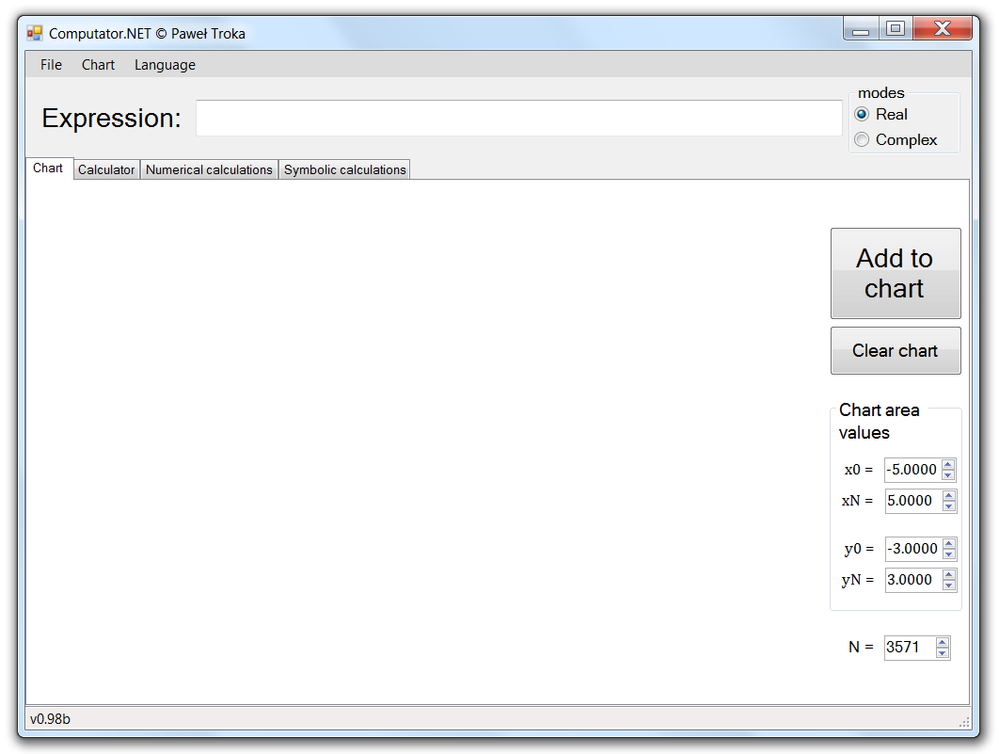 Computator.NET © Paweł Troka
File Chart Language
modes
Expression:
Real
Complex
Chart Calculator Numerical calculations Symbolic calculations
Add to
chart
Clear chart
Chart area
values
x0 = -5.0000
xN = 5.0000
y0 = -3.0000
yN = 3.0000
N = 3571
v0.98b